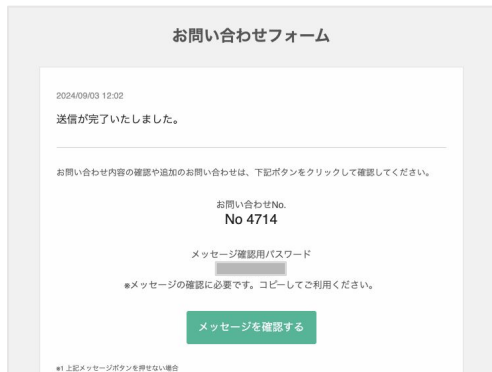 お問い合わせフォーム
2024/09/03 12:02
送信が完了いたしました。
お問い合わせ内容の確認や追加のお問い合わせは、下記ボタンをクリックして確認してください。
お問い合わせNo.
No 4714
メッセージ確認用パスワード
※メッセージの確認に必要です。コピーしてご利用ください。
メッセージを確認する
※1 上記メッセージボタンを押せない場合